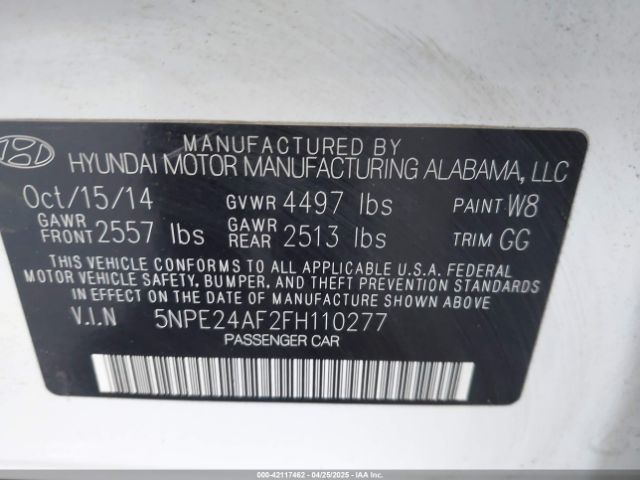 MANUFACTURED BY
HYUNDAI MOTOR MANUFACTURING ALABAMA, LLC
Oct/15/14 GVWR 4497 lbs PAINT W8
GAWR FRONT 2557 lbs GAWR REAR 2513 lbs TRIM GG
THIS VEHICLE CONFORMS TO ALL APPLICABLE U.S.A. FEDERAL
MOTOR VEHICLE SAFETY, BUMPER, AND THEFT PREVENTION STANDARDS
IN EFFECT ON THE DATE OF MANUFACTURE SHOWN ABOVE
V.I.N 5NPE24AF2FH110277
PASSENGER CAR
000-42117462 - 04/25/2025 - IAAI Inc.